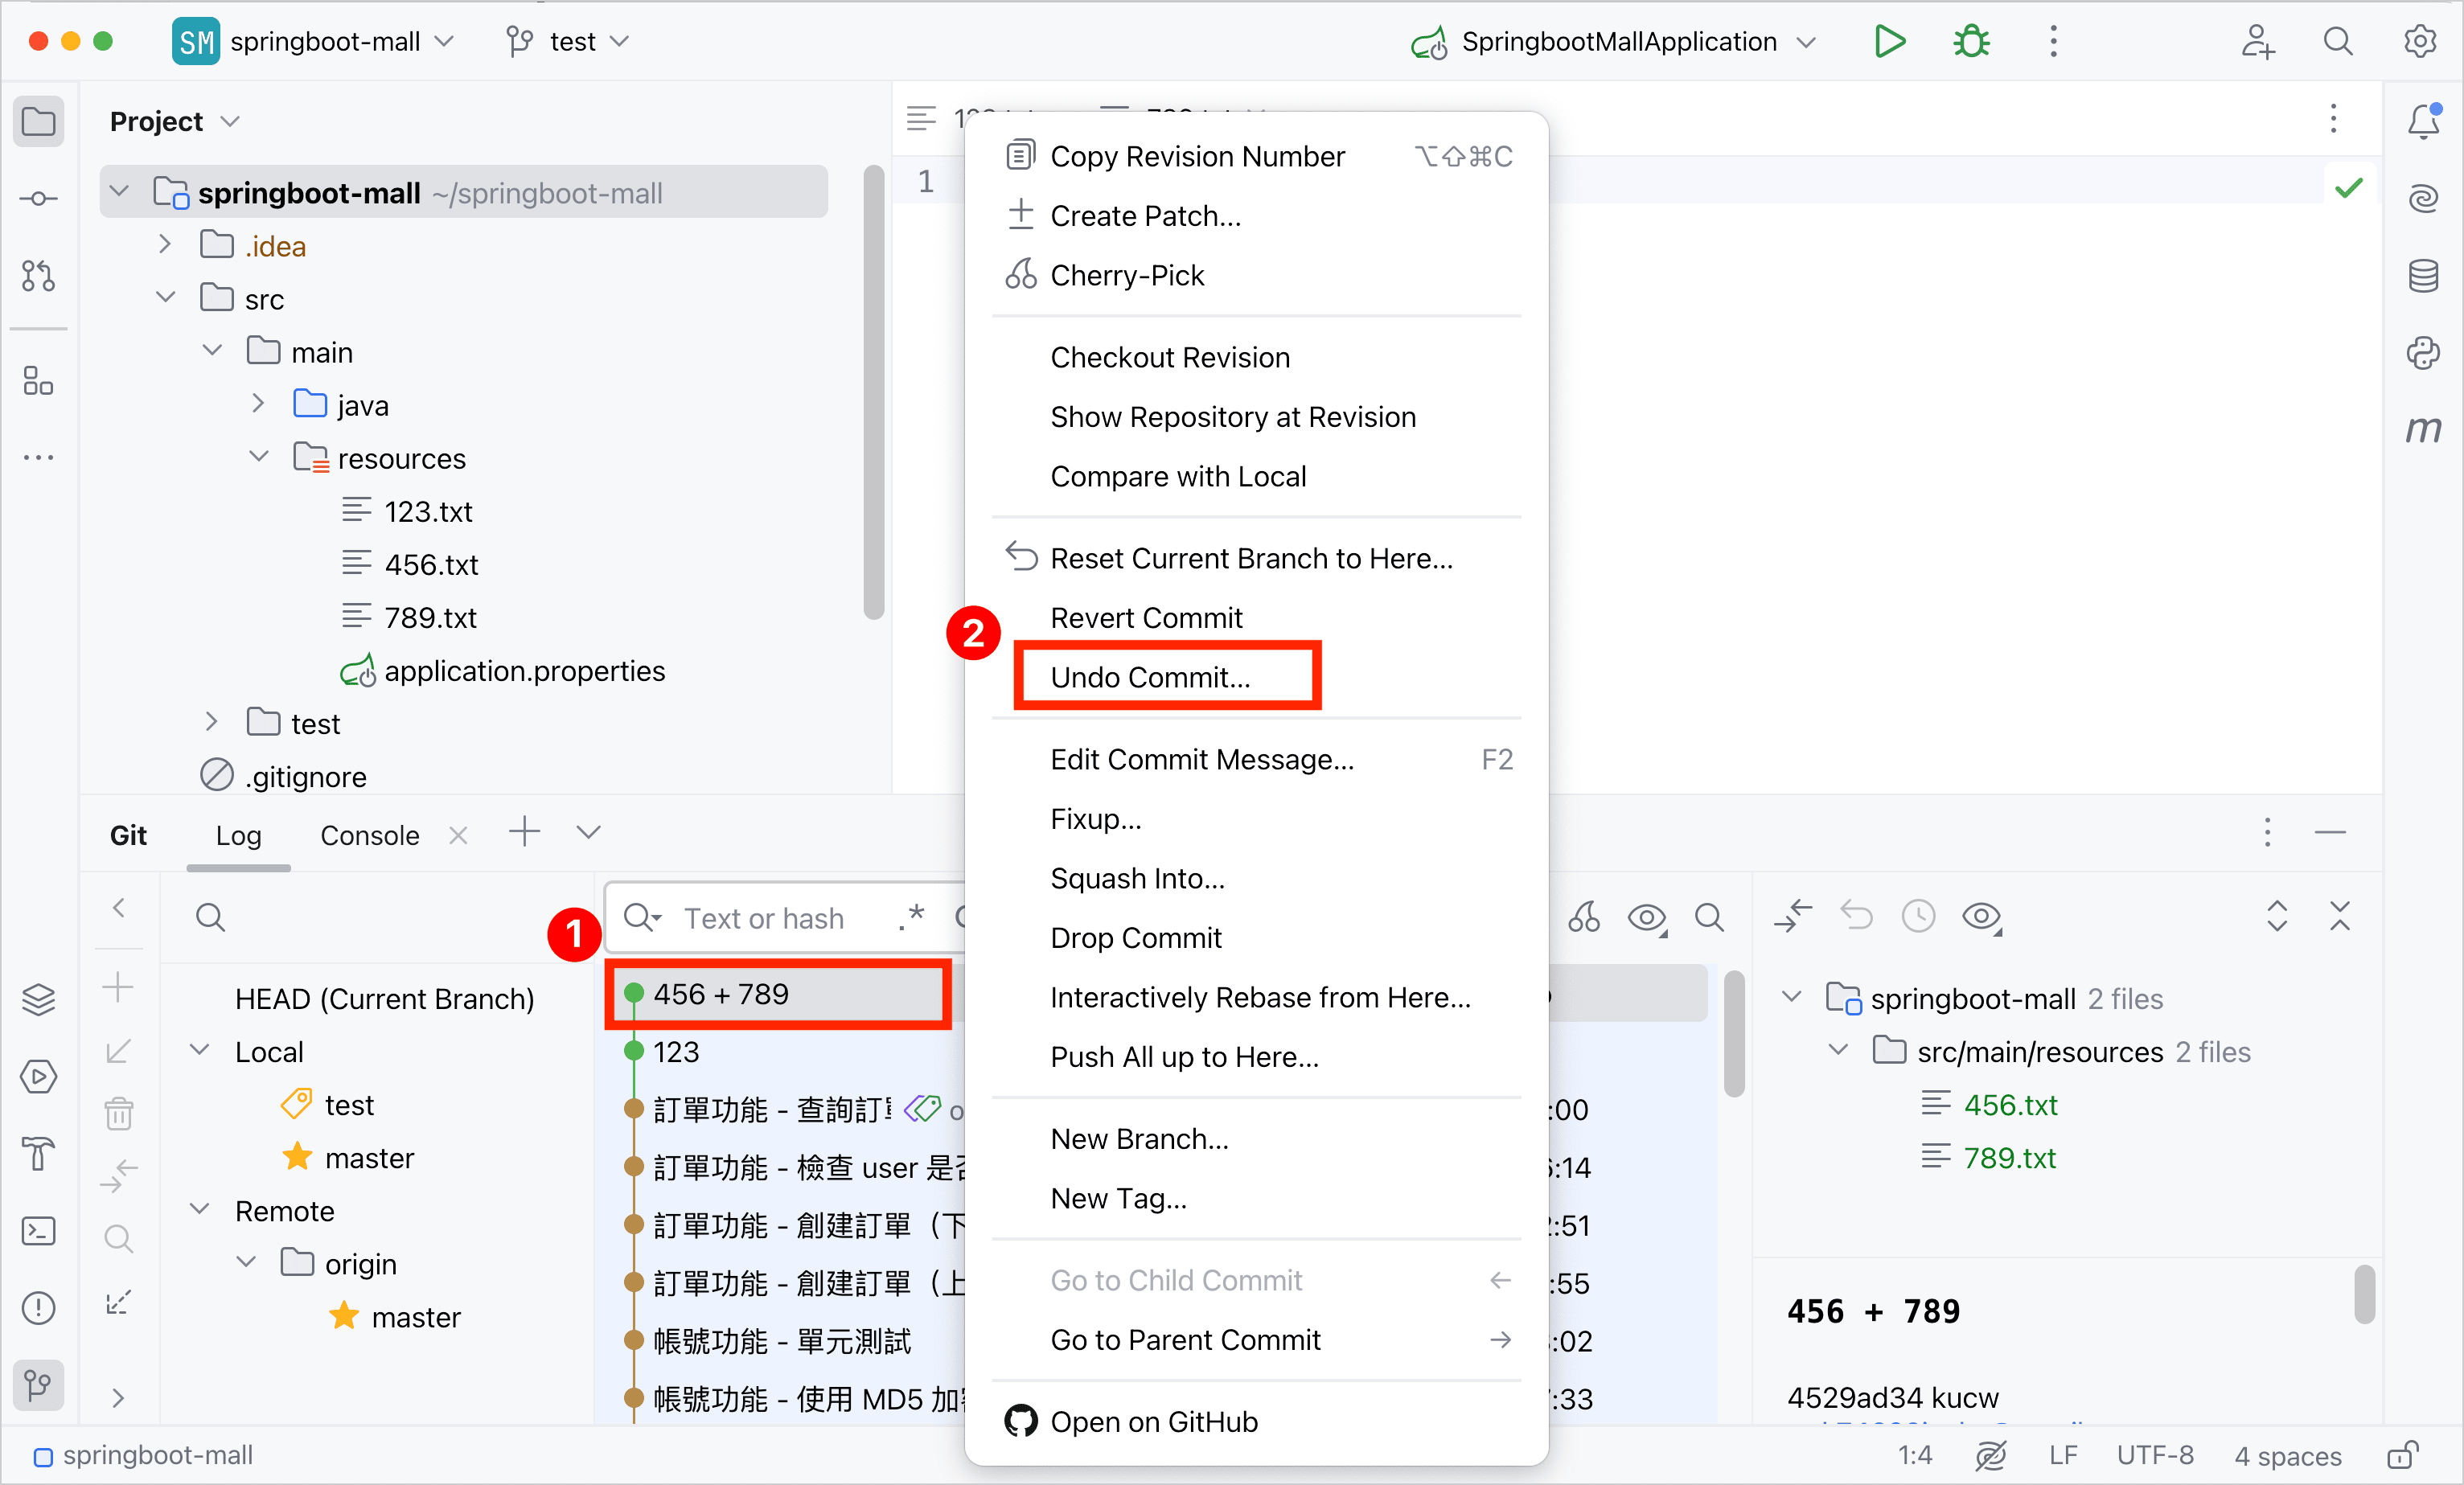 SM springboot-mall test SpringbootMallApplication
Project
springboot-mall ~/springboot-mall
.idea
src
main
java
resources
123.txt
456.txt
789.txt
application.properties
test
.gitignore
1
Copy Revision Number ⌥⇧⌘C
Create Patch...
Cherry-Pick
Checkout Revision
Show Repository at Revision
Compare with Local
Reset Current Branch to Here...
Revert Commit
2
Undo Commit...
Edit Commit Message... F2
Fixup...
Squash Into...
Drop Commit
Interactively Rebase from Here...
Push All up to Here...
New Branch...
New Tag...
Go to Child Commit ←
Go to Parent Commit →
Open on GitHub
Git Log Console
HEAD (Current Branch)
Local
test
master
Remote
origin
master
1
Text or hash .*
456 + 789
123
訂單功能 - 查詢訂 :00
訂單功能 - 檢查 user 是 :14
訂單功能 - 創建訂單（下 :51
訂單功能 - 創建訂單（上 :55
帳號功能 - 單元測試 :02
帳號功能 - 使用 MD5 加 :33
springboot-mall 2 files
src/main/resources 2 files
456.txt
789.txt
456 + 789
4529ad34 kucw
springboot-mall 1:4 LF UTF-8 4 spaces
m